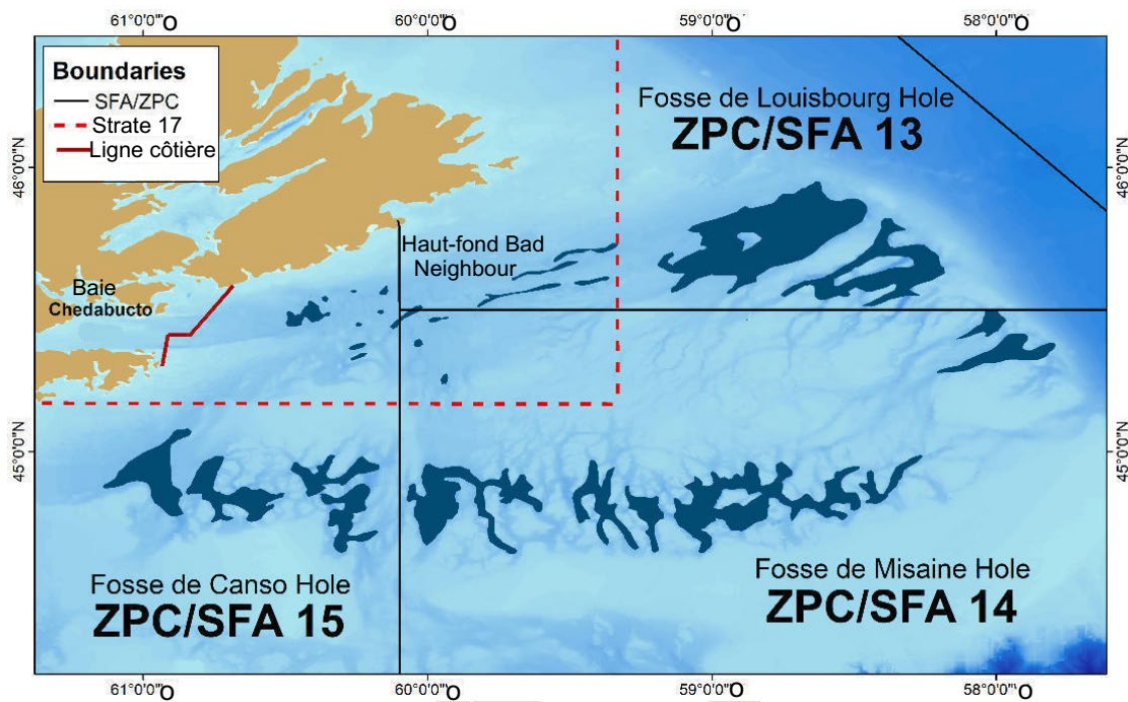 61°0'0"O
60°0'0"O
59°0'0"O
58°0'0"O
Boundaries
SFA/ZPC
Strate 17
Ligne côtière
Fosse de Louisbourg Hole
ZPC/SFA 13
46°0'0"N
46°0'0"N
Haut-fond Bad
Neighbour
Baie
Chedabucto
45°0'0"N
45°0'0"N
Fosse de Canso Hole
ZPC/SFA 15
Fosse de Misaine Hole
ZPC/SFA 14
61°0'0"O
60°0'0"O
59°0'0"O
58°0'0"O